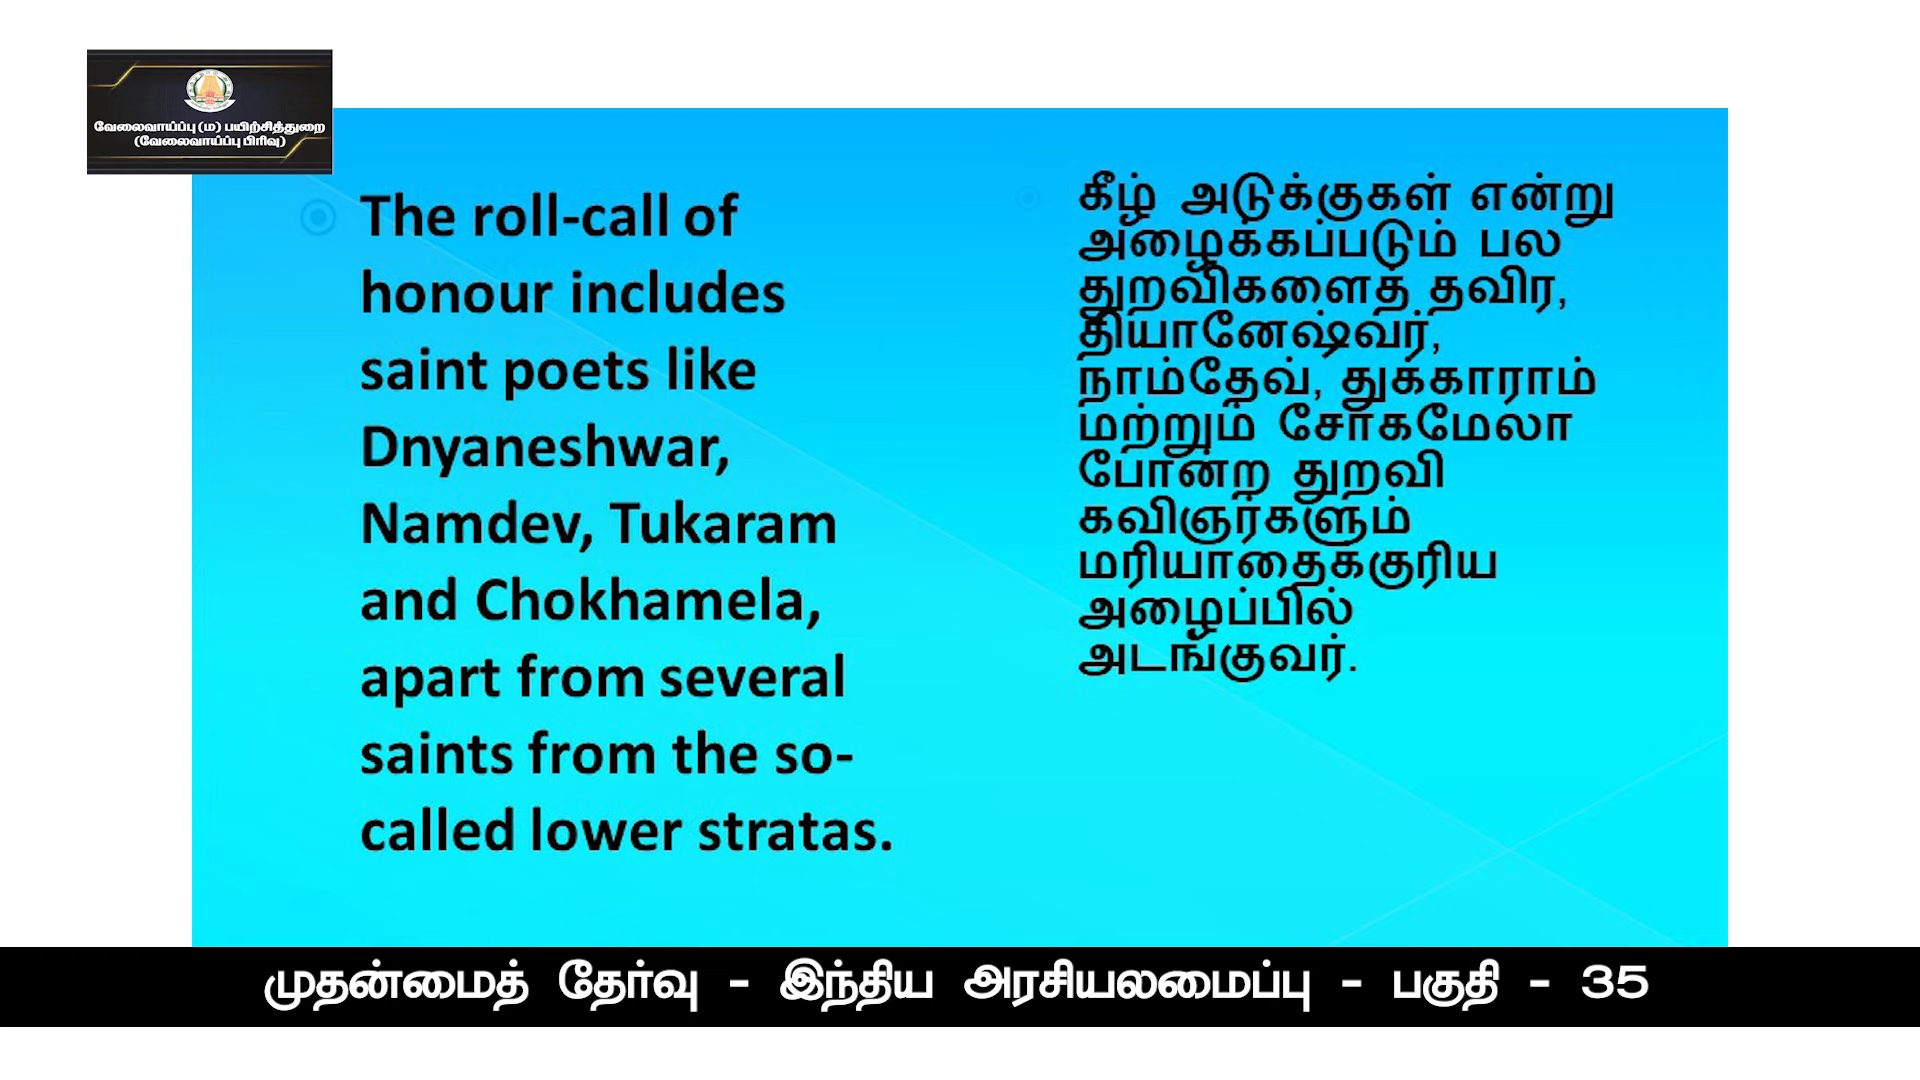 வேலைவாய்ப்பு (ம) பயிற்சித்துறை
(வேலைவாய்ப்பு பிரிவு)
The roll-call of
honour includes
saint poets like
Dnyaneshwar,
Namdev, Tukaram
and Chokhamela,
apart from several
saints from the so-
called lower stratas.
கீழ் அடுக்குகள் என்று
அழைக்கப்படும் பல
துறவிகளைத் தவிர,
தியானேஷ்வர்,
நாம்தேவ், துக்காராம்
மற்றும் சோகமேலா
போன்ற துறவி
கவிஞர்களும்
மரியாதைக்குரிய
அழைப்பில்
அடங்குவர்.
முதன்மைத் தேர்வு - இந்திய அரசியலமைப்பு - பகுதி - 35